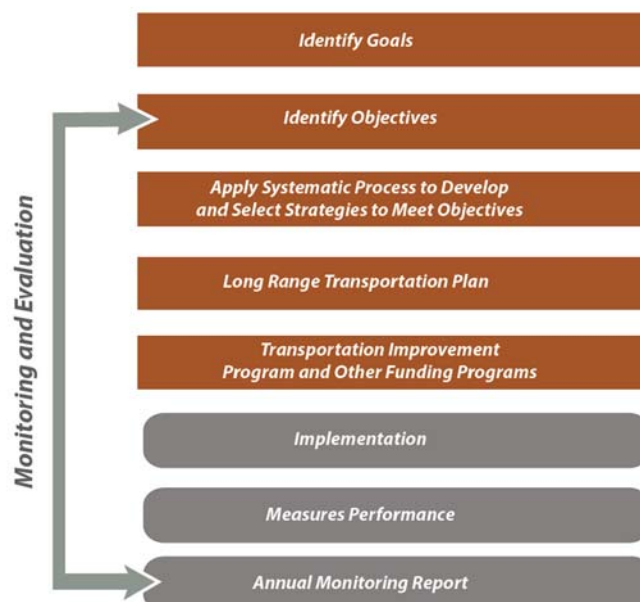 Identify Goals
Identify Objectives
Apply Systematic Process to Develop
and Select Strategies to Meet Objectives
Long Range Transportation Plan
Transportation Improvement
Program and Other Funding Programs
Implementation
Measures Performance
Annual Monitoring Report
Monitoring and Evaluation